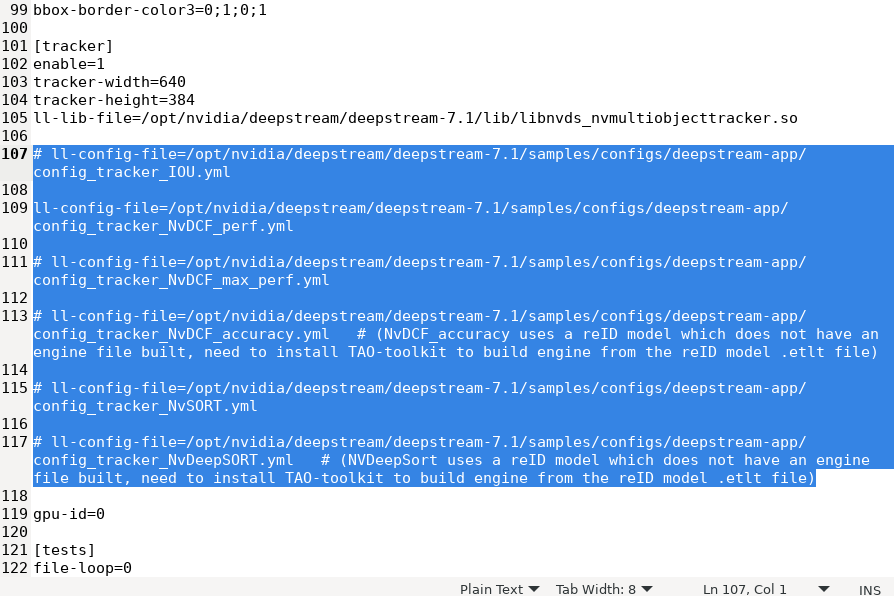 99 bbox-border-color3=0;1;0;1
100
101 [tracker]
102 enable=1
103 tracker-width=640
104 tracker-height=384
105 ll-lib-file=/opt/nvidia/deepstream/deepstream-7.1/lib/libnvds_nvmultiobjecttracker.so
106
107 # ll-config-file=/opt/nvidia/deepstream/deepstream-7.1/samples/configs/deepstream-app/
config_tracker_IOU.yml
108
109 ll-config-file=/opt/nvidia/deepstream/deepstream-7.1/samples/configs/deepstream-app/
config_tracker_NvDCF_perf.yml
110
111 # ll-config-file=/opt/nvidia/deepstream/deepstream-7.1/samples/configs/deepstream-app/
config_tracker_NvDCF_max_perf.yml
112
113 # ll-config-file=/opt/nvidia/deepstream/deepstream-7.1/samples/configs/deepstream-app/
config_tracker_NvDCF_accuracy.yml   # (NvDCF_accuracy uses a reID model which does not have an
engine file built, need to install TAO-toolkit to build engine from the reID model .etlt file)
114
115 # ll-config-file=/opt/nvidia/deepstream/deepstream-7.1/samples/configs/deepstream-app/
config_tracker_NvSORT.yml
116
117 # ll-config-file=/opt/nvidia/deepstream/deepstream-7.1/samples/configs/deepstream-app/
config_tracker_NvDeepSORT.yml   # (NVDeepSort uses a reID model which does not have an engine
file built, need to install TAO-toolkit to build engine from the reID model .etlt file)
118
119 gpu-id=0
120
121 [tests]
122 file-loop=0
Plain Text Tab Width: 8 Ln 107, Col 1 INS